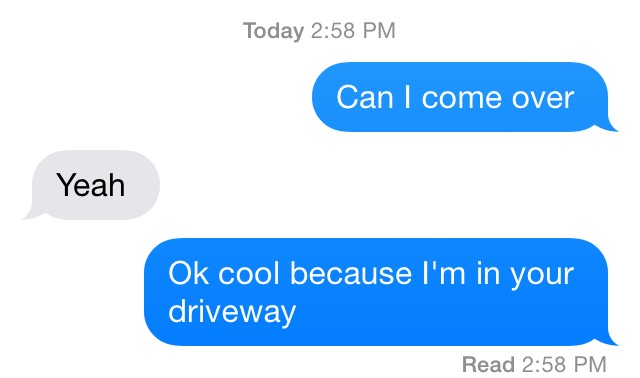 Today 2:58 PM
Can I come over
Yeah
Ok cool because I'm in your
driveway
Read 2:58 PM